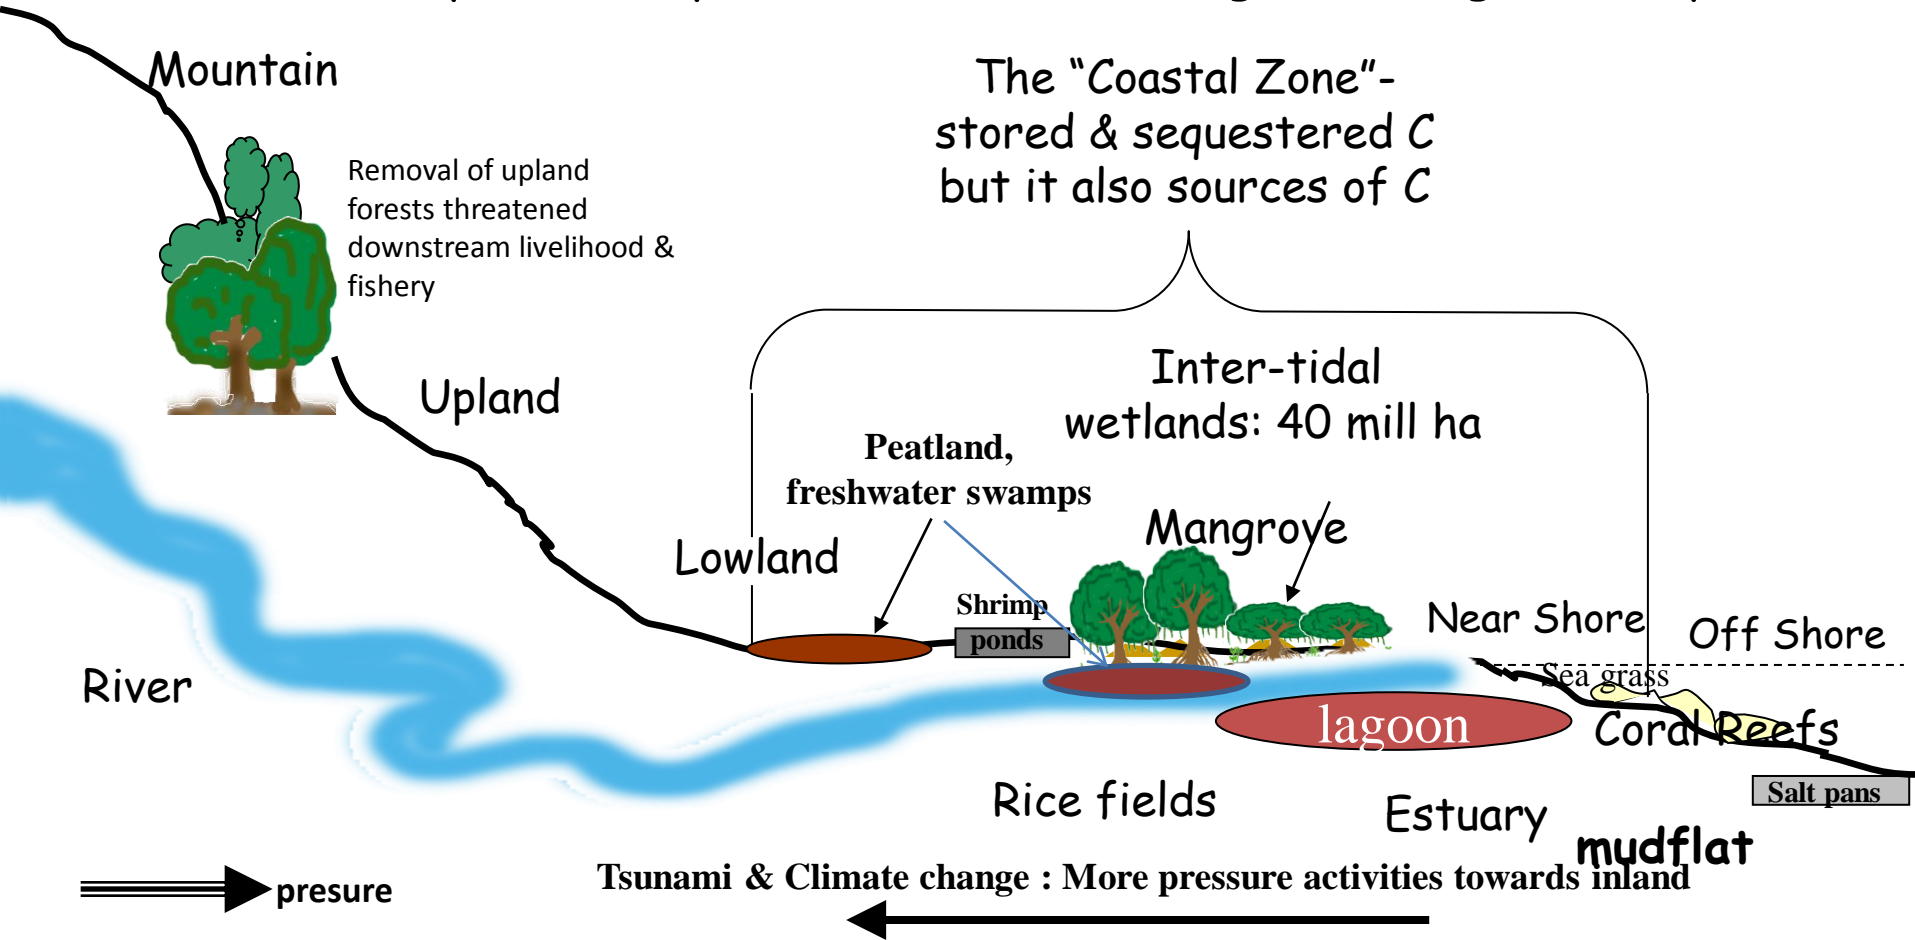 Mountain
The “Coastal Zone”-
stored & sequestered C
but it also sources of C
Removal of upland
forests threatened
downstream livelihood &
fishery
Inter-tidal
wetlands: 40 mill ha
Upland
Peatland,
freshwater swamps
Mangrove
Lowland
Shrimp
ponds
Near Shore
Off Shore
Sea grass
River
lagoon
Coral Reefs
Salt pans
Rice fields
Estuary
mudflat
Tsunami & Climate change : More pressure activities towards inland
presure